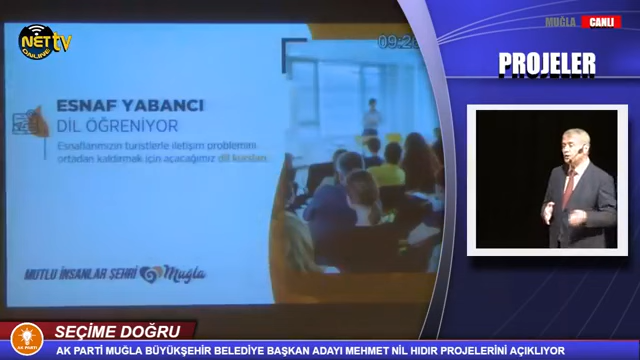 NET tv
ONLINE
MUĞLA CANLI
PROJELER
ESNAF YABANCI
DİL ÖĞRENİYOR
Esnaflarımızın turistlerle iletişim problemini
ortadan kaldırmak için açacağımız dil kursları.
MUTLU İNSANLAR ŞEHRİ Muğla
AK PARTİ
SEÇİME DOĞRU
AK PARTİ MUĞLA BÜYÜKŞEHİR BELEDİYE BAŞKAN ADAYI MEHMET NİL HIDIR PROJELERİNİ AÇIKLIYOR